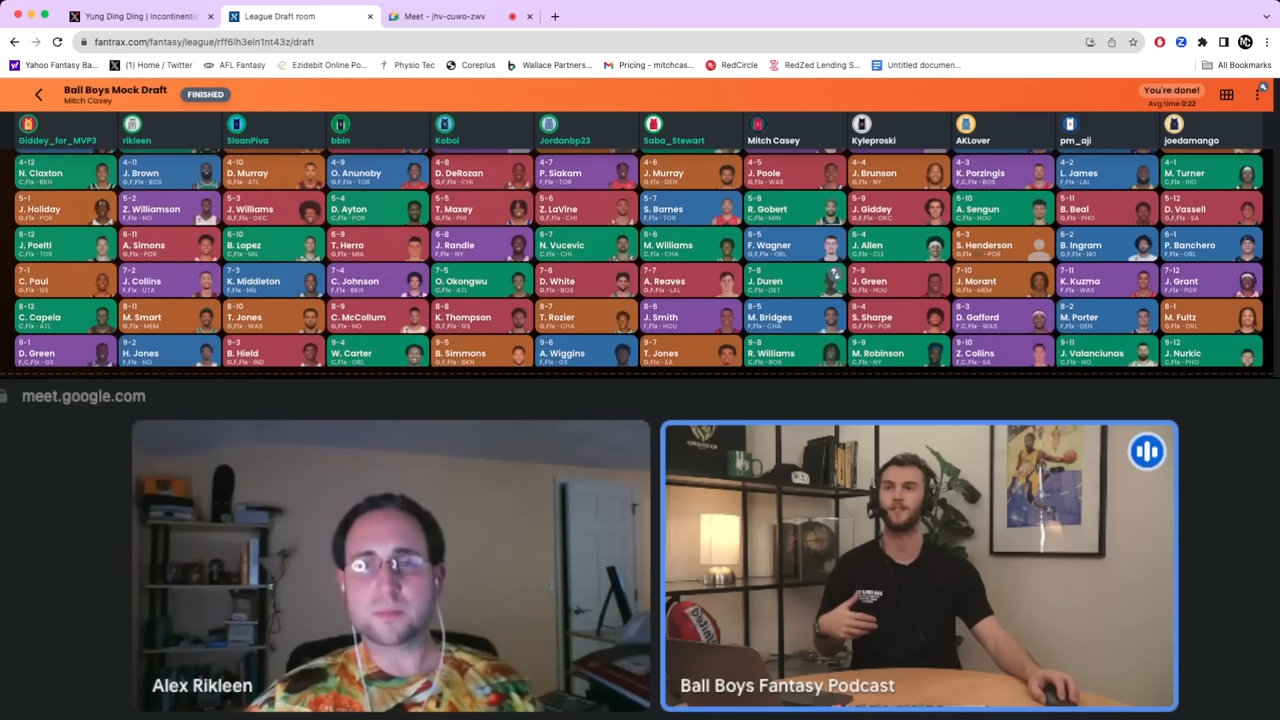 Yung Ding Ding | Incontinenti
League Draft room
Meet - jhv-cuwo-zwv
fantrax.com/fantasy/league/rff6lh3eln1nt43z/draft
Yahoo Fantasy Ba...
(1) Home / Twitter
AFL Fantasy
Ezidebit Online Po...
Physio Tec
Coreplus
Wallace Partners...
Pricing - mitchcas...
RedCircle
RedZed Lending S...
Untitled documen...
All Bookmarks
Ball Boys Mock Draft
Mitch Casey
FINISHED
You're done!
Avg time 0:22
Giddey_for_MVP3 rikleen SloanPiva bbin Koboi Jordanbp23 Saba_Stewart Mitch Casey Kyleproski AKLover pm_aji joedamango
4-12 4-11 4-10 4-9 4-8 4-7 4-6 4-5 4-4 4-3 4-2 4-1
N. Claxton J. Brown D. Murray O. Anunoby D. DeRozan P. Siakam J. Murray J. Poole J. Brunson K. Porzingis L. James M. Turner
5-1 5-2 5-3 5-4 5-5 5-6 5-7 5-8 5-9 5-10 5-11 5-12
J. Holiday Z. Williamson J. Williams D. Ayton T. Maxey Z. LaVine S. Barnes R. Gobert J. Giddey A. Sengun B. Beal D. Vassell
6-12 6-11 6-10 6-9 6-8 6-7 6-6 6-5 6-4 6-3 6-2 6-1
J. Poeltl A. Simons B. Lopez T. Herro J. Randle N. Vucevic M. Williams F. Wagner J. Allen S. Henderson B. Ingram P. Banchero
7-1 7-2 7-3 7-4 7-5 7-6 7-7 7-8 7-9 7-10 7-11 7-12
C. Paul J. Collins K. Middleton C. Johnson O. Okongwu D. White A. Reaves J. Duren J. Green J. Morant K. Kuzma J. Grant
8-12 8-11 8-10 8-9 8-8 8-7 8-6 8-5 8-4 8-3 8-2 8-1
C. Capela M. Smart T. Jones C. McCollum K. Thompson T. Rozier J. Smith M. Bridges S. Sharpe D. Gafford M. Porter M. Fultz
9-1 9-2 9-3 9-4 9-5 9-6 9-7 9-8 9-9 9-10 9-11 9-12
D. Green H. Jones B. Hield W. Carter B. Simmons A. Wiggins T. Jones R. Williams M. Robinson Z. Collins J. Valanciunas J. Nurkic
meet.google.com
Alex Rikleen
Ball Boys Fantasy Podcast